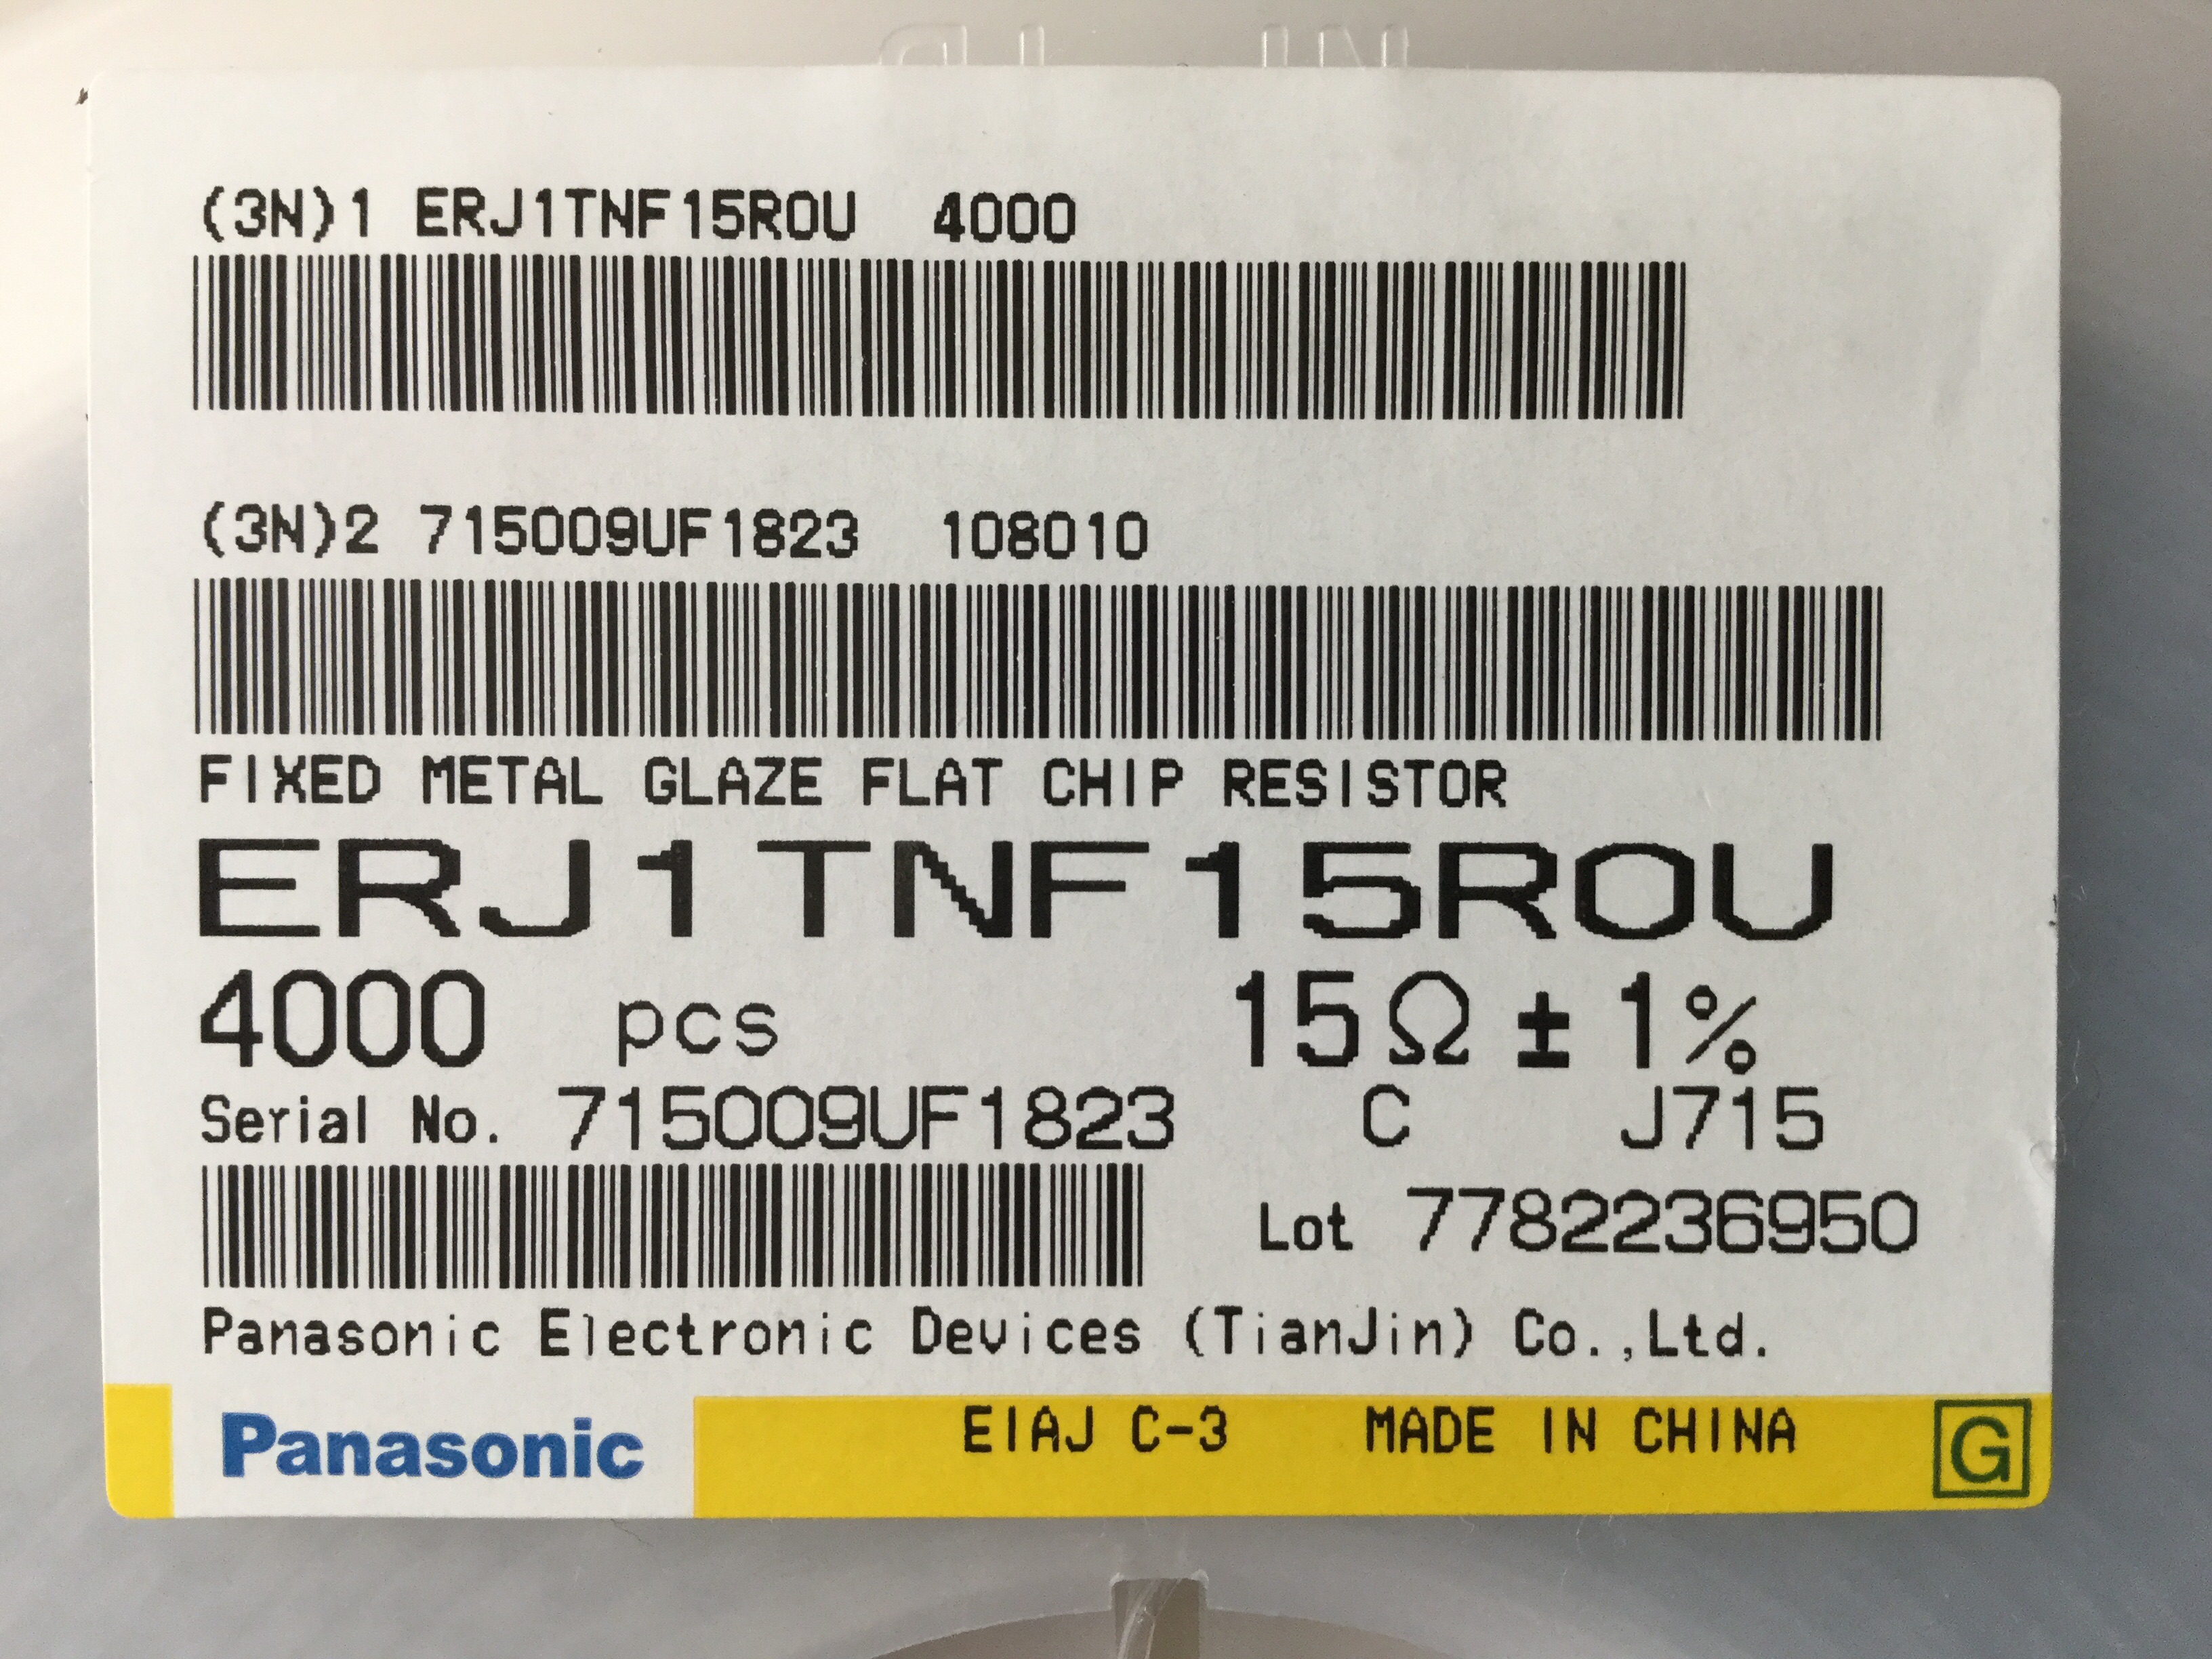 (3N)1 ERJ1TNF15R0U 4000
(3N)2 715009UF1823 108010
FIXED METAL GLAZE FLAT CHIP RESISTOR
ERJ1TNF15R0U
4000 pcs 15Ω ± 1%
Serial No. 715009UF1823 C J715
Lot 7782236950
Panasonic Electronic Devices (TianJin) Co.,Ltd.
Panasonic EIAJ C-3 MADE IN CHINA G